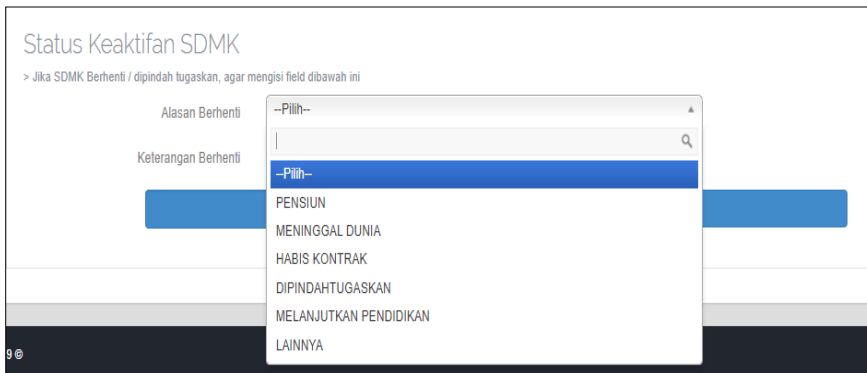 Status Keaktifan SDMK
> Jika SDMK Berhenti / dipindah tugaskan, agar mengisi field dibawah ini
Alasan Berhenti
--Pilih--
Keterangan Berhenti
--Pilih--
PENSIUN
MENINGGAL DUNIA
HABIS KONTRAK
DIPINDAHTUGASKAN
MELANJUTKAN PENDIDIKAN
LAINNYA
9 ©